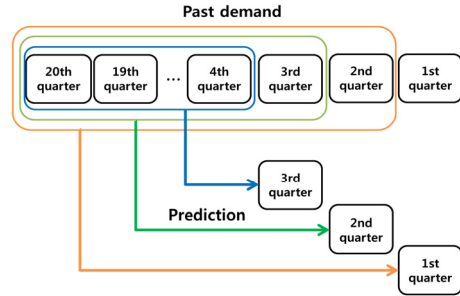 Past demand
20th
quarter
19th
quarter
...
4th
quarter
3rd
quarter
2nd
quarter
1st
quarter
3rd
quarter
Prediction
2nd
quarter
1st
quarter